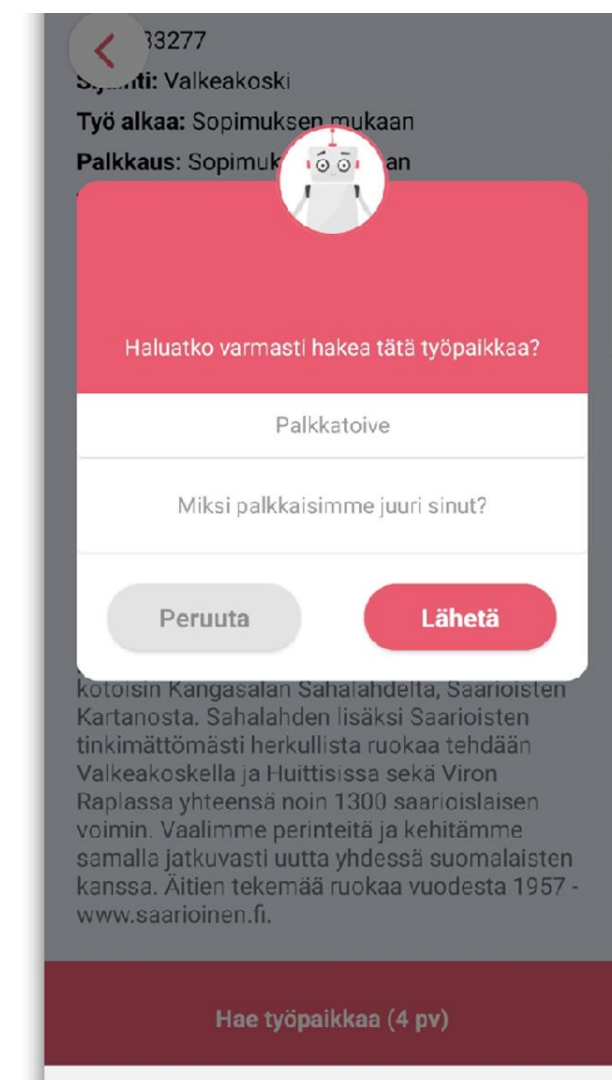 33277
Sijainti: Valkeakoski
Työ alkaa: Sopimuksen mukaan
Palkkaus: Sopimuksen mukaan
Haluatko varmasti hakea tätä työpaikkaa?
Palkkatoive
Miksi palkkaisimme juuri sinut?
Peruuta
Lähetä
kotoisin Kangasalan Sahalahdelta, Saarioisten
Kartanosta. Sahalahden lisäksi Saarioisten
tinkimättömästi herkullista ruokaa tehdään
Valkeakoskella ja Huittisissa sekä Viron
Raplassa yhteensä noin 1300 saarioislaisen
voimin. Vaalimme perinteitä ja kehitämme
samalla jatkuvasti uutta yhdessä suomalaisten
kanssa. Äitien tekemää ruokaa vuodesta 1957 -
www.saarioinen.fi.
Hae työpaikkaa (4 pv)